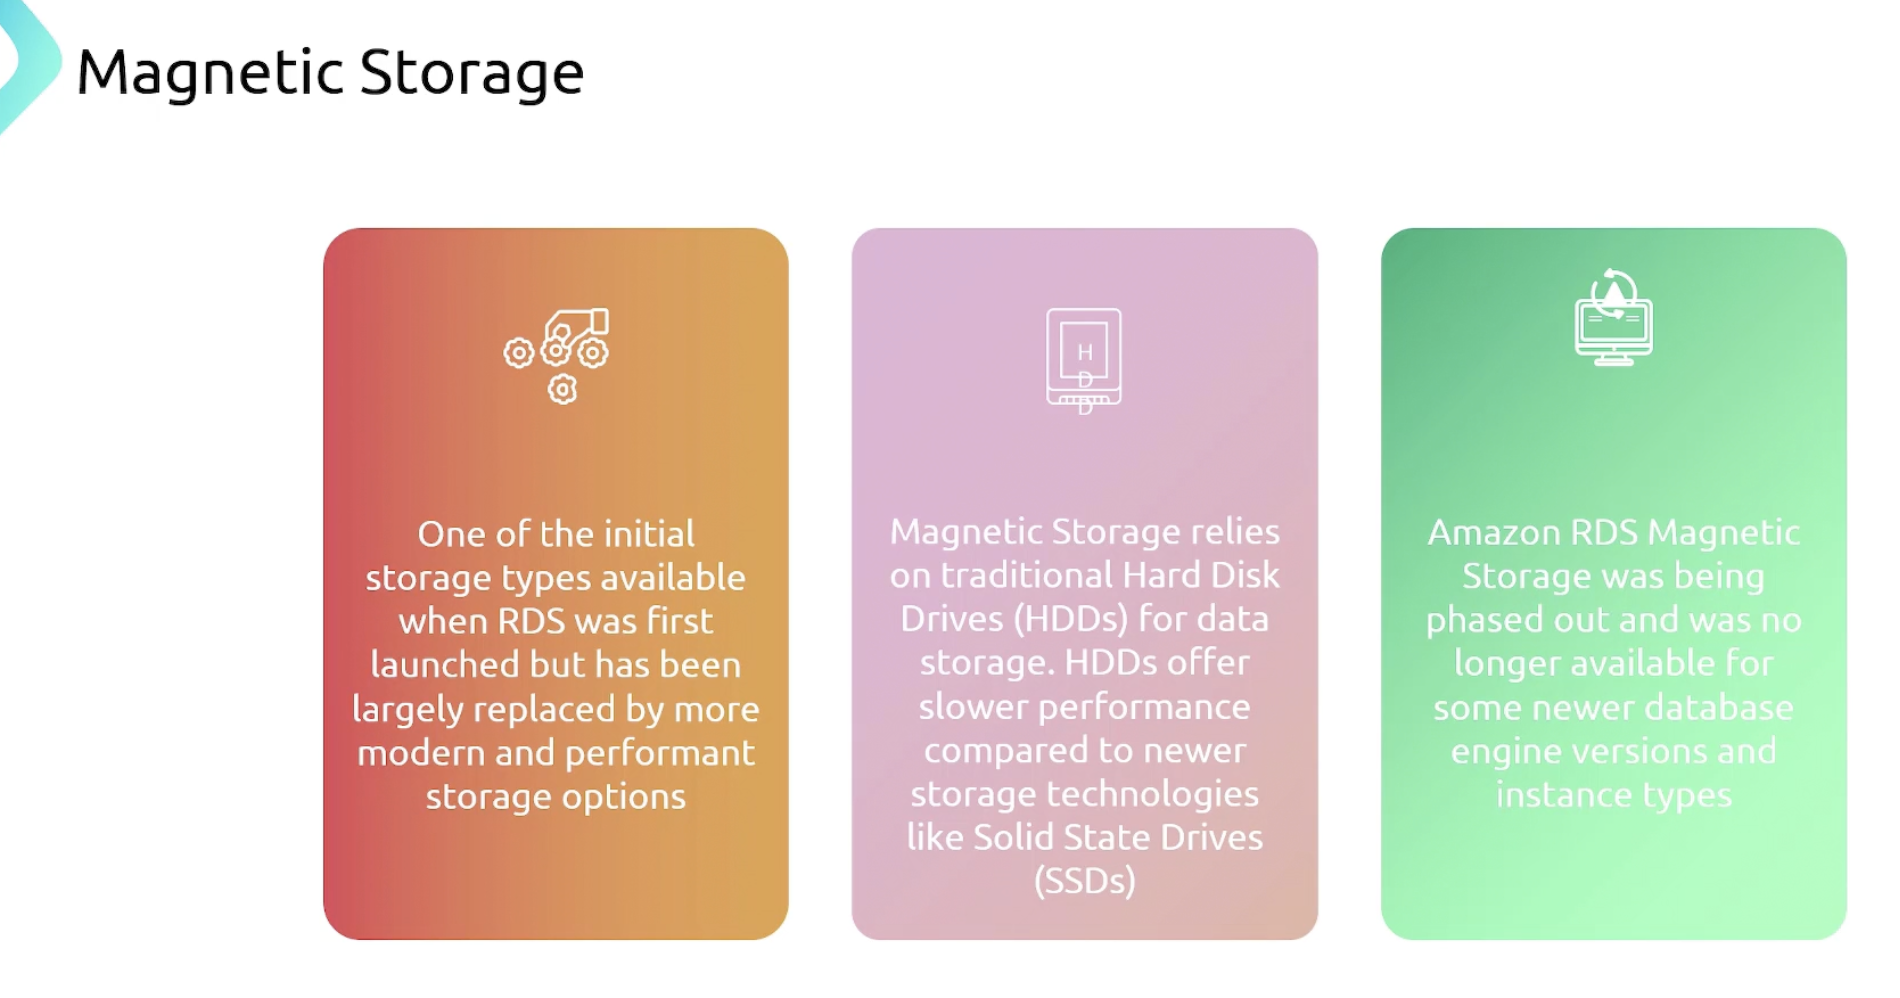 Magnetic Storage
One of the initial
storage types available
when RDS was first
launched but has been
largely replaced by more
modern and performant
storage options
H
D
D
Magnetic Storage relies
on traditional Hard Disk
Drives (HDDs) for data
storage. HDDs offer
slower performance
compared to newer
storage technologies
like Solid State Drives
(SSDs)
Amazon RDS Magnetic
Storage was being
phased out and was no
longer available for
some newer database
engine versions and
instance types